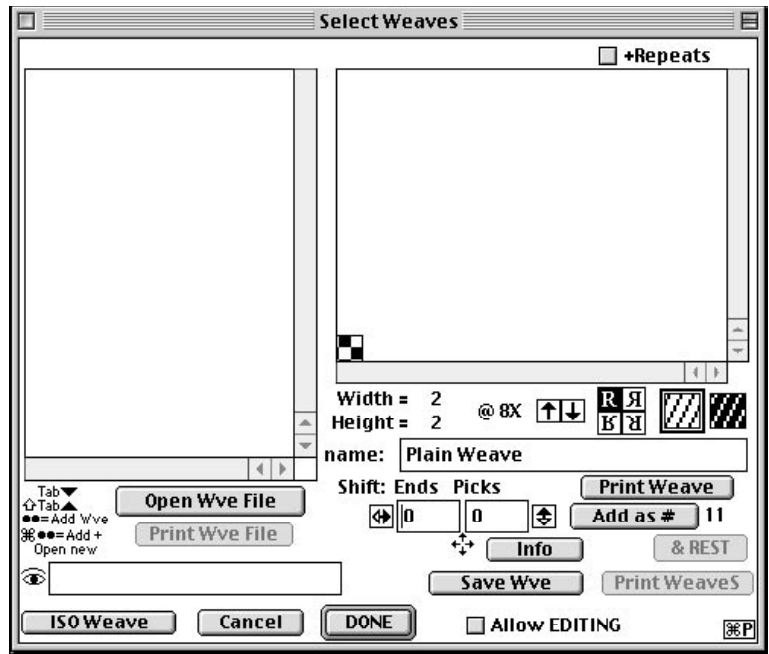 Select Weaves
+Repeats
Width = 2
Height = 2
@ 8X
R Я
name: Plain Weave
Shift: Ends Picks
0 0
Print Weave
Add as # 11
Info
& REST
Save Wve
Print WeaveS
Tab
Tab
●●=Add Wve
⌘●●=Add +
Open new
Open Wve File
Print Wve File
ISO Weave
Cancel
DONE
Allow EDITING
⌘P